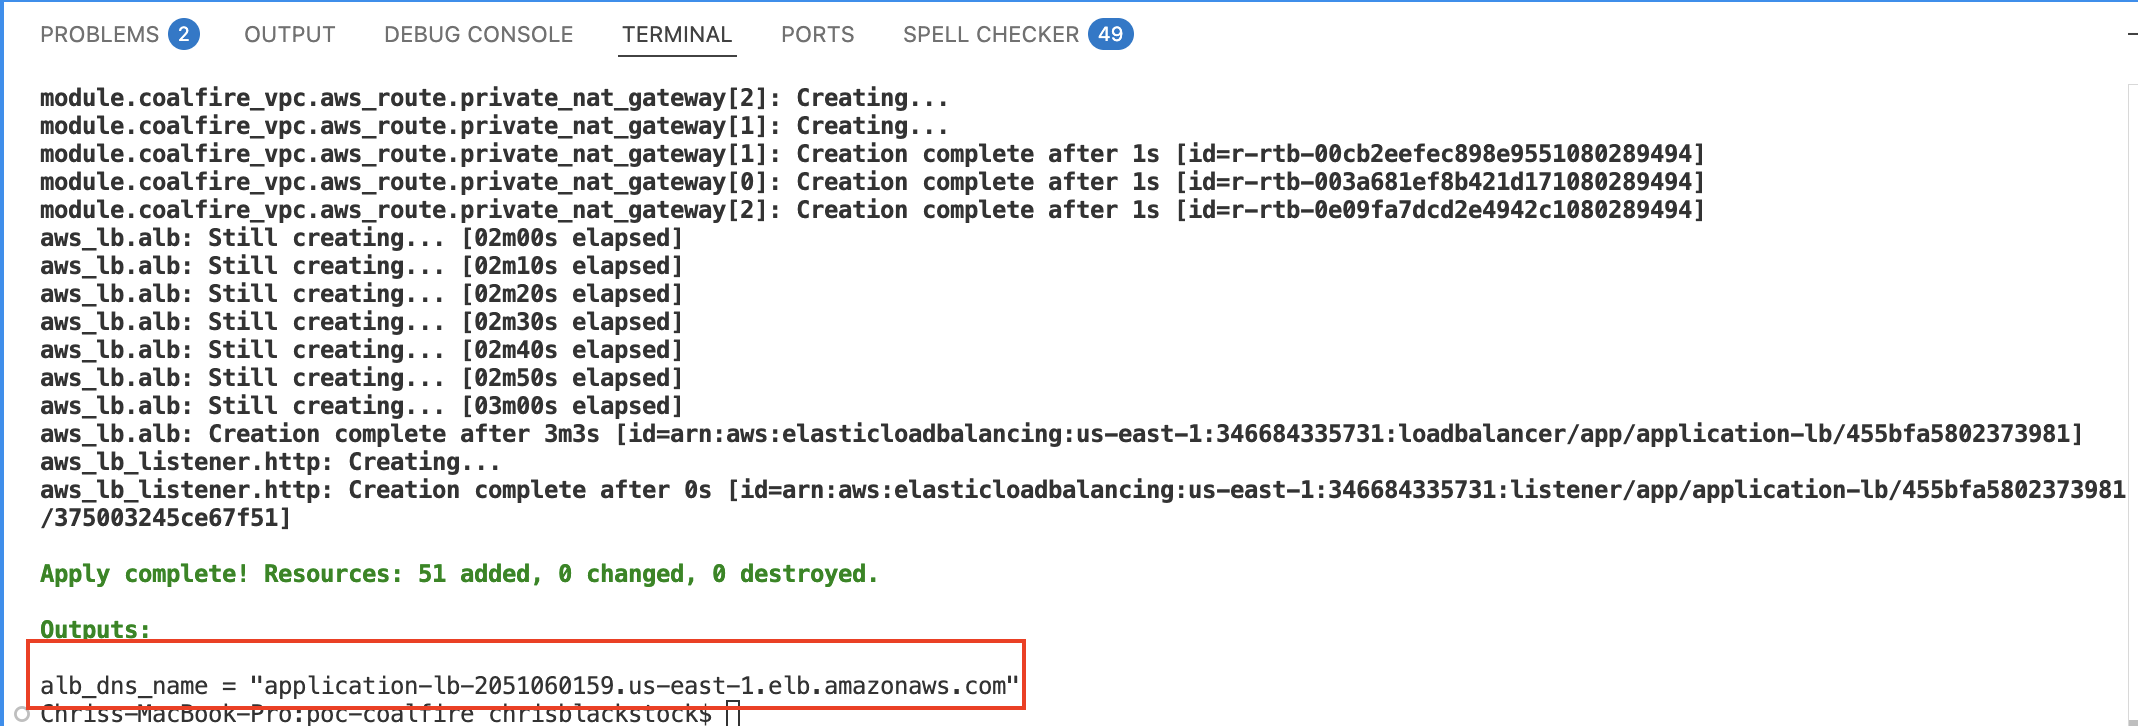 PROBLEMS 2 OUTPUT DEBUG CONSOLE TERMINAL PORTS SPELL CHECKER 49
module.coalfire_vpc.aws_route.private_nat_gateway[2]: Creating...
module.coalfire_vpc.aws_route.private_nat_gateway[1]: Creating...
module.coalfire_vpc.aws_route.private_nat_gateway[1]: Creation complete after 1s [id=r-rtb-00cb2eefec898e9551080289494]
module.coalfire_vpc.aws_route.private_nat_gateway[0]: Creation complete after 1s [id=r-rtb-003a681ef8b421d171080289494]
module.coalfire_vpc.aws_route.private_nat_gateway[2]: Creation complete after 1s [id=r-rtb-0e09fa7dcd2e4942c1080289494]
aws_lb.alb: Still creating... [02m00s elapsed]
aws_lb.alb: Still creating... [02m10s elapsed]
aws_lb.alb: Still creating... [02m20s elapsed]
aws_lb.alb: Still creating... [02m30s elapsed]
aws_lb.alb: Still creating... [02m40s elapsed]
aws_lb.alb: Still creating... [02m50s elapsed]
aws_lb.alb: Still creating... [03m00s elapsed]
aws_lb.alb: Creation complete after 3m3s [id=arn:aws:elasticloadbalancing:us-east-1:346684335731:loadbalancer/app/application-lb/455bfa5802373981]
aws_lb_listener.http: Creating...
aws_lb_listener.http: Creation complete after 0s [id=arn:aws:elasticloadbalancing:us-east-1:346684335731:listener/app/application-lb/455bfa5802373981
/375003245ce67f51]
Apply complete! Resources: 51 added, 0 changed, 0 destroyed.
Outputs:
alb_dns_name = "application-lb-2051060159.us-east-1.elb.amazonaws.com"
Chriss-MacBook-Pro:poc-coalfire chrisblackstock$